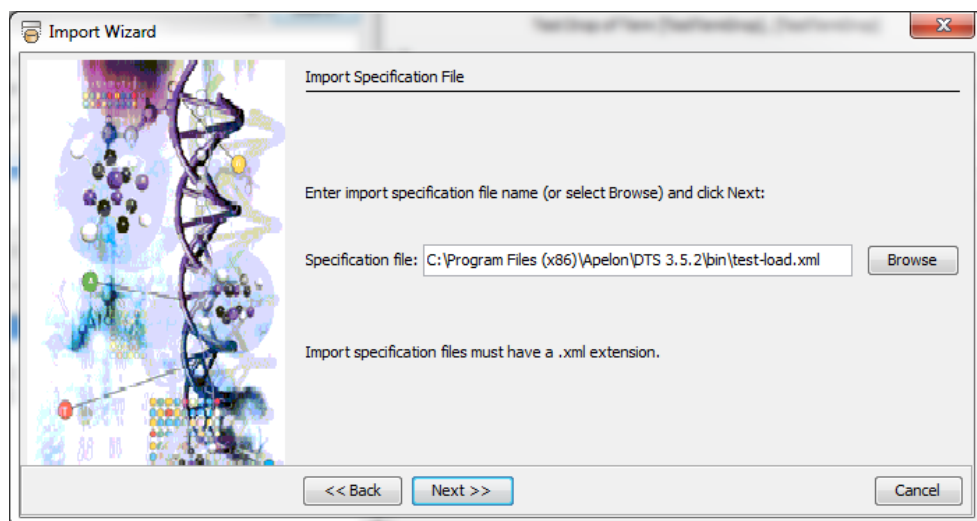 Import Wizard
Import Specification File
Enter import specification file name (or select Browse) and click Next:
Specification file: C:\Program Files (x86)\Apelon\DTS 3.5.2\bin\test-load.xml Browse
Import specification files must have a .xml extension.
<< Back Next >> Cancel